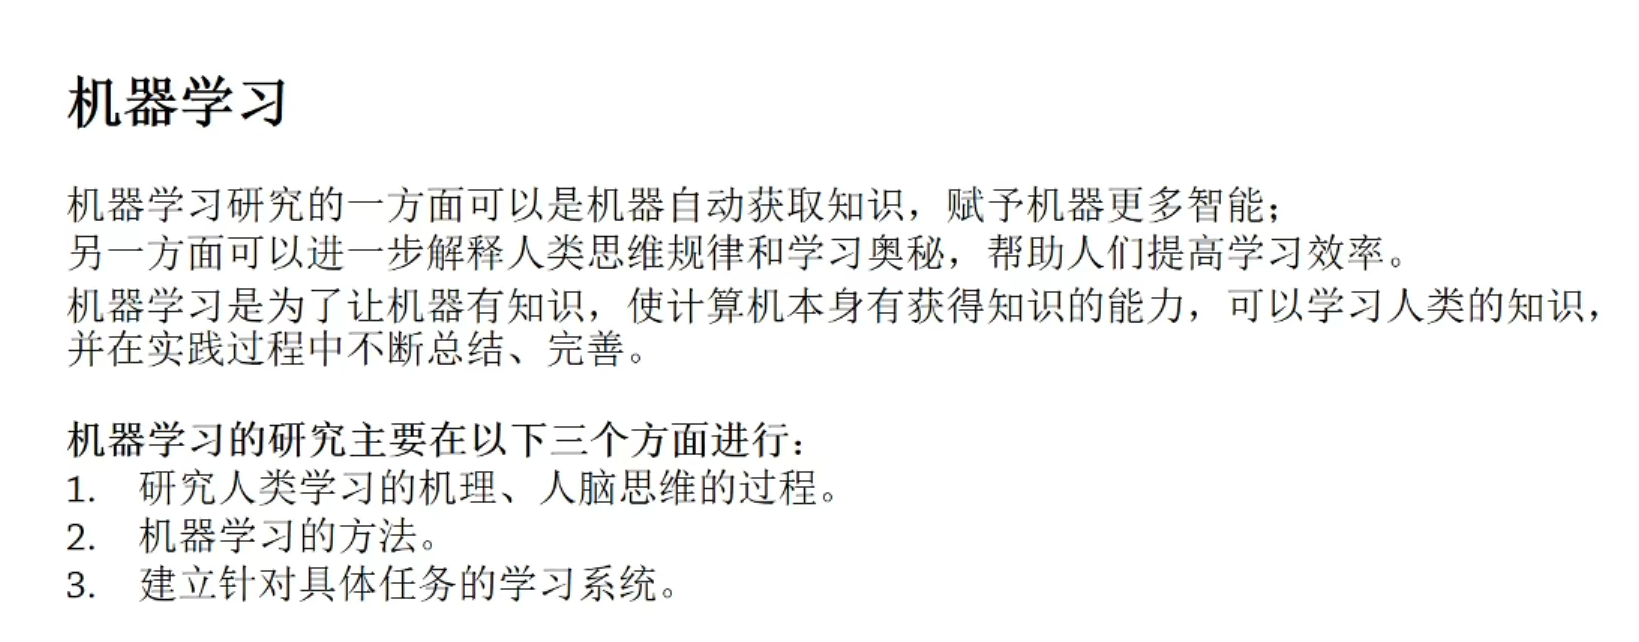 机器学习
机器学习研究的一方面可以是机器自动获取知识，赋予机器更多智能；
另一方面可以进一步解释人类思维规律和学习奥秘，帮助人们提高学习效率。
机器学习是为了让机器有知识，使计算机本身有获得知识的能力，可以学习人类的知识，
并在实践过程中不断总结、完善。
机器学习的研究主要在以下三个方面进行：
1. 研究人类学习的机理、人脑思维的过程。
2. 机器学习的方法。
3. 建立针对具体任务的学习系统。